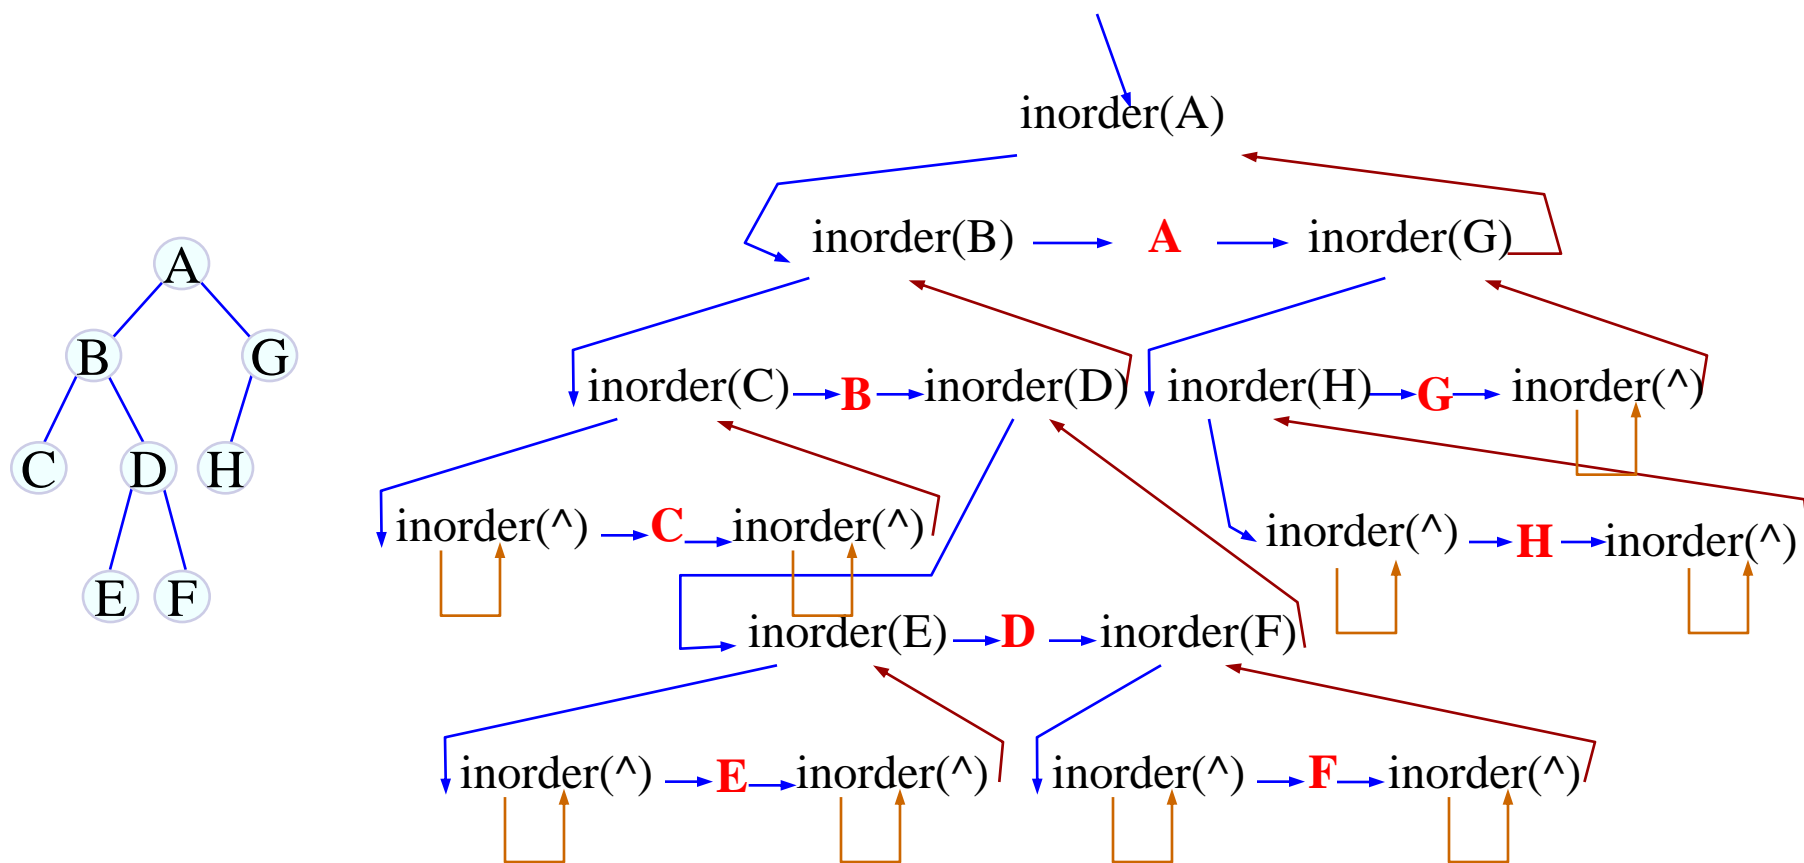 inorder(A)
inorder(B) A inorder(G)
A
B G
inorder(C) B inorder(D) inorder(H) G inorder(^)
C D H
inorder(^) C inorder(^) inorder(^) H inorder(^)
E F
inorder(E) D inorder(F)
inorder(^) E inorder(^) inorder(^) F inorder(^)